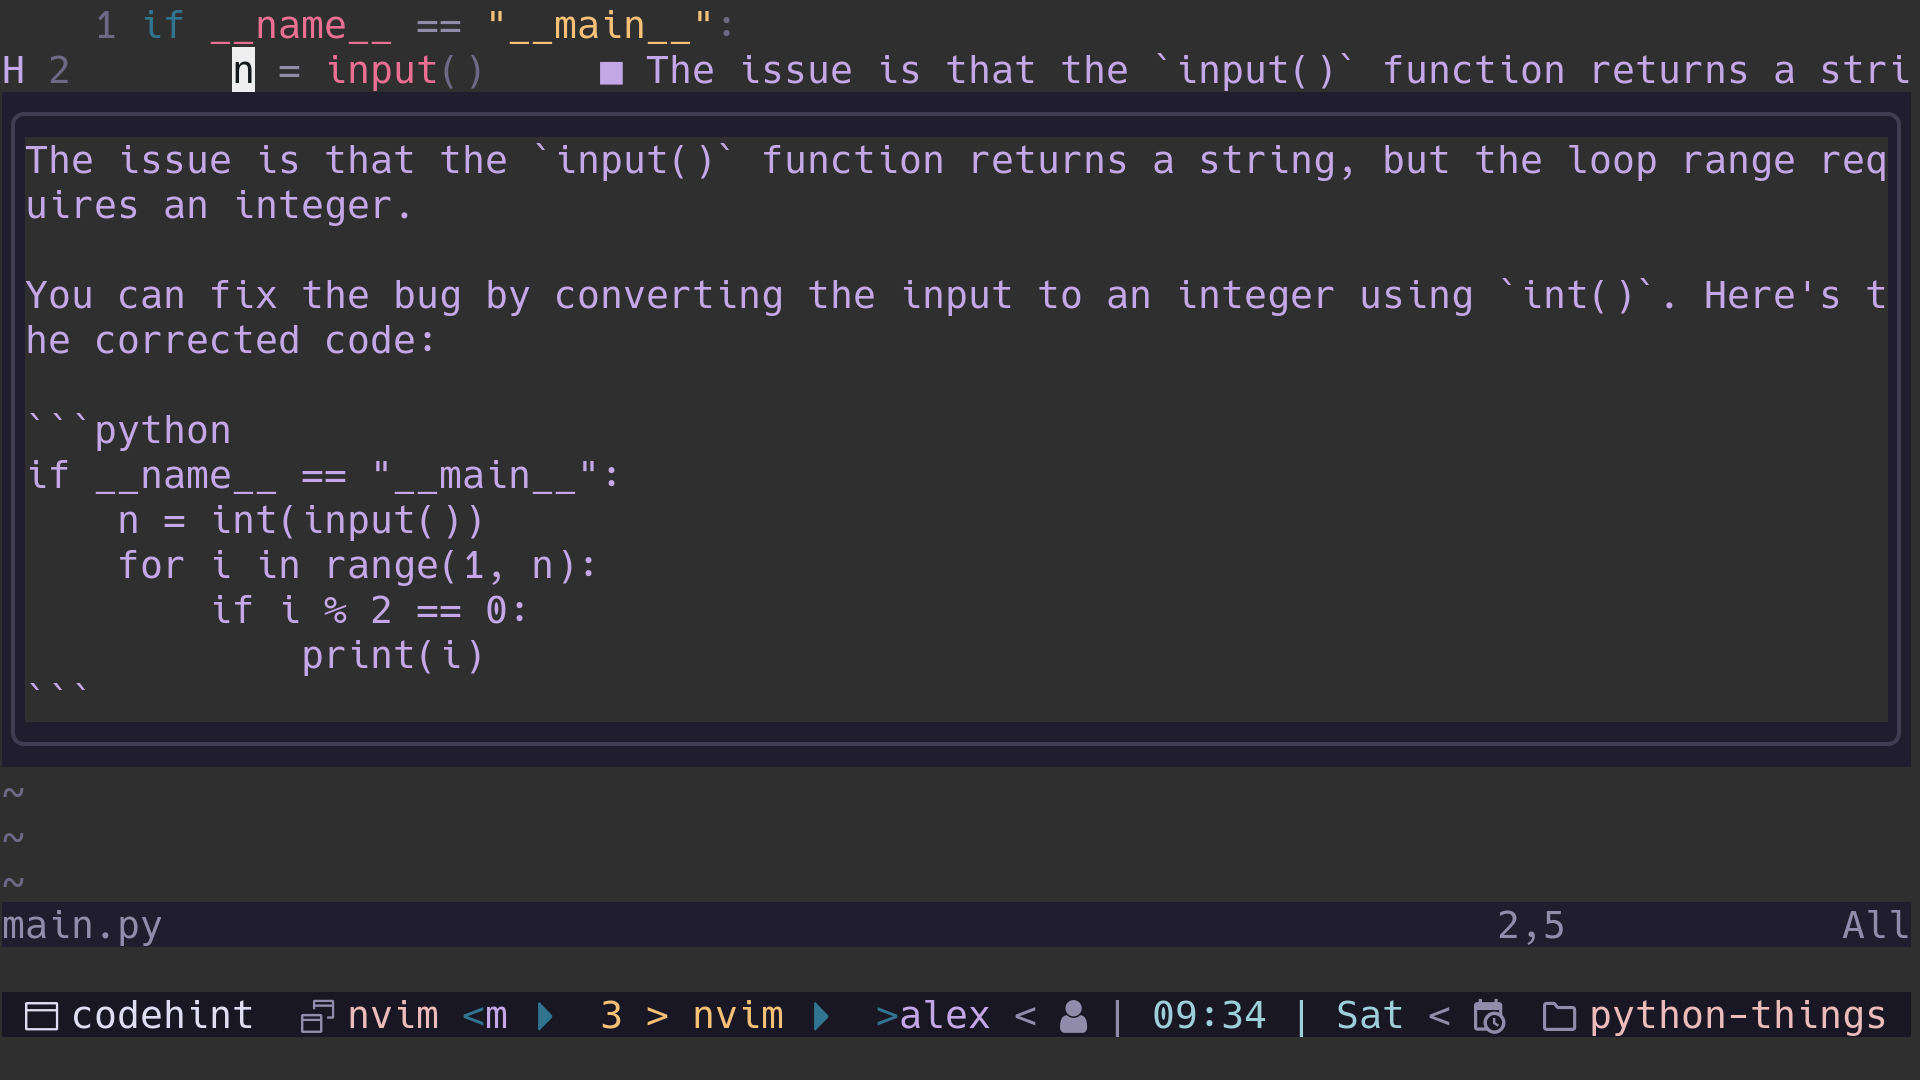 1 if __name__ == "__main__":
H 2 n = input() ■ The issue is that the `input()` function returns a stri
The issue is that the `input()` function returns a string, but the loop range req
uires an integer.
You can fix the bug by converting the input to an integer using `int()`. Here's t
he corrected code:
```python
if __name__ == "__main__":
    n = int(input())
    for i in range(1, n):
        if i % 2 == 0:
            print(i)
```
~
~
~
main.py 2,5 All
codehint nvim <m 3 > nvim >alex < | 09:34 | Sat < python-things